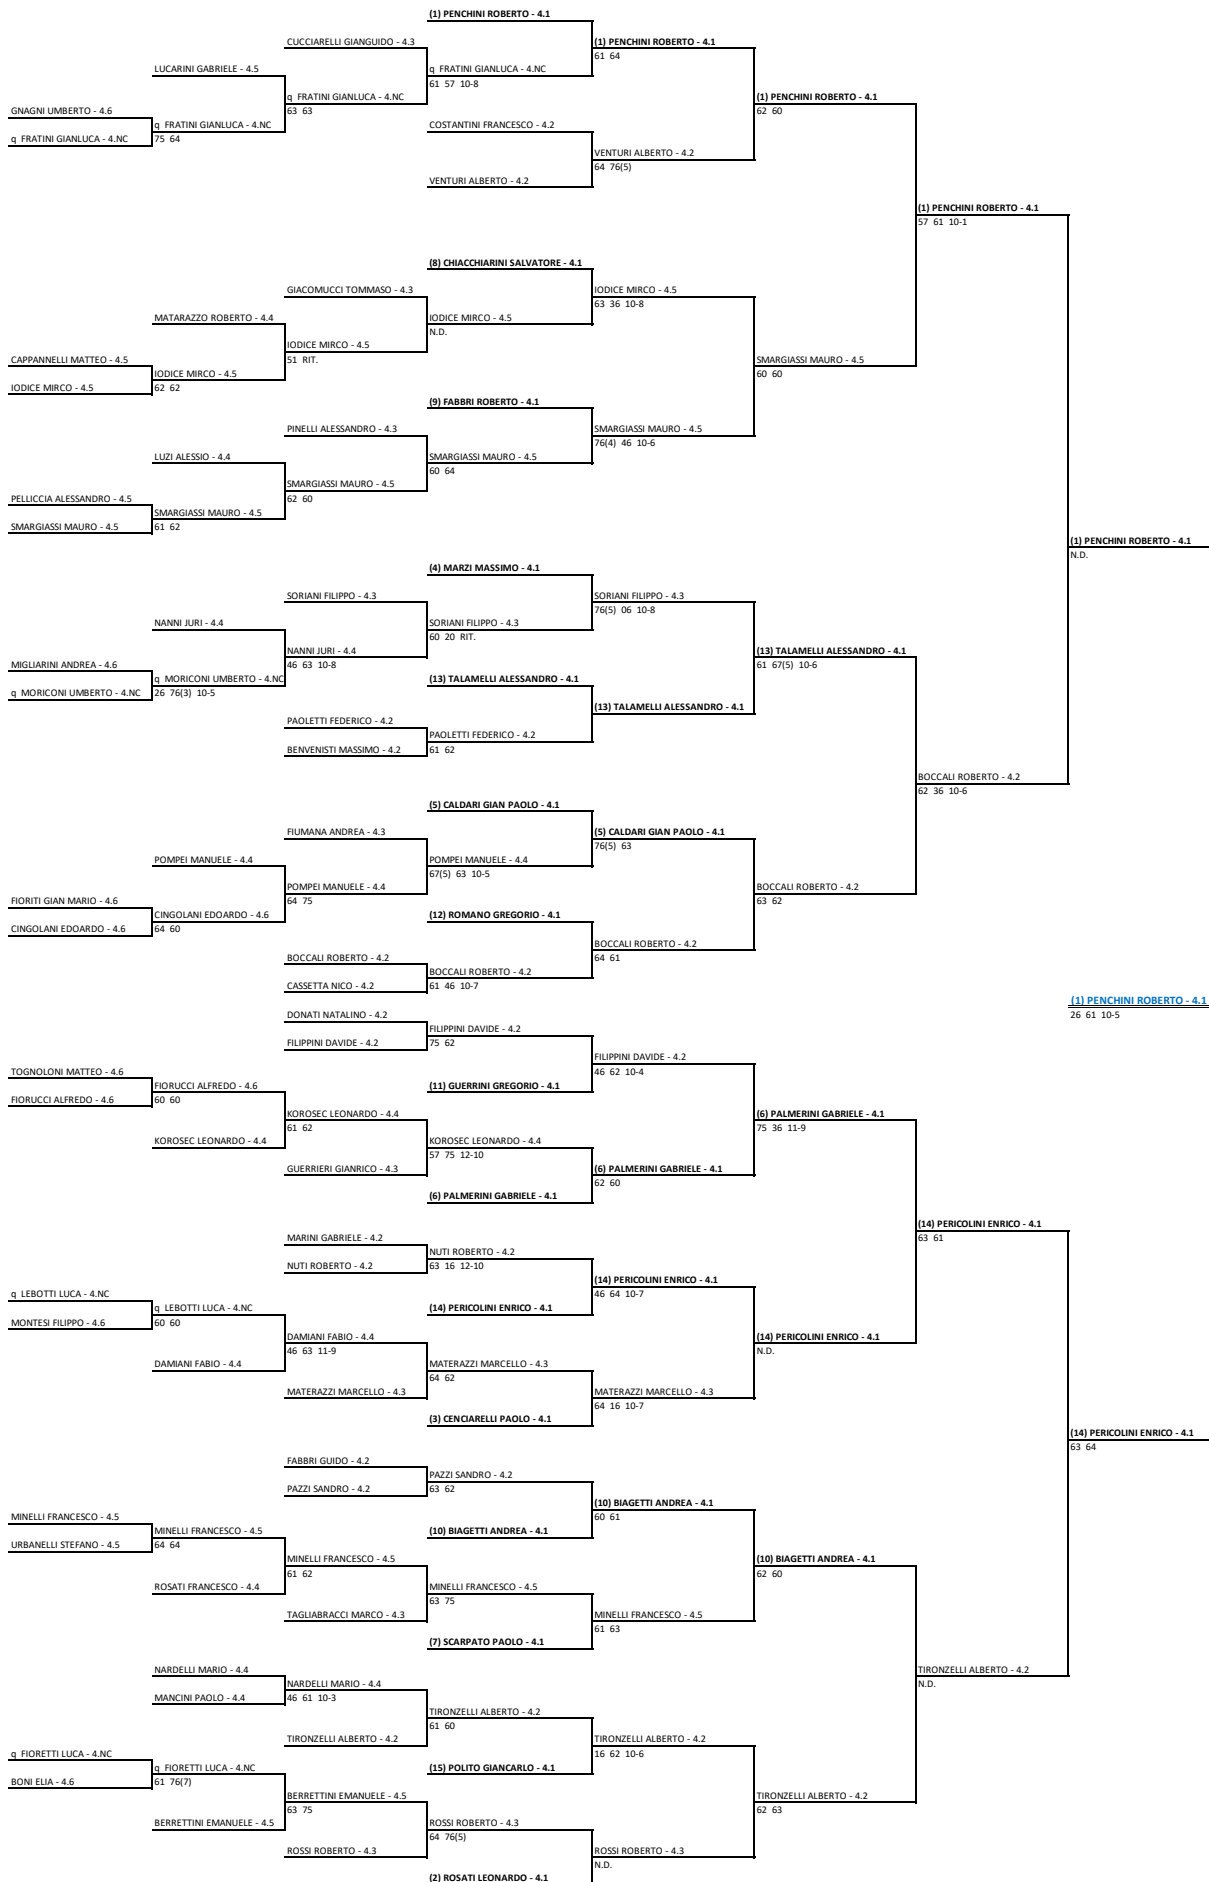 (1) PENCHINI ROBERTO - 4.1
CUCCIARELLI GIANGUIDO - 4.3
(1) PENCHINI ROBERTO - 4.1
61 64
LUCARINI GABRIELE - 4.5
q FRATINI GIANLUCA - 4.NC
61 57 10-8
q FRATINI GIANLUCA - 4.NC
63 63
(1) PENCHINI ROBERTO - 4.1
62 60
GNAGNI UMBERTO - 4.6
q FRATINI GIANLUCA - 4.NC
75 64
COSTANTINI FRANCESCO - 4.2
q FRATINI GIANLUCA - 4.NC
VENTURI ALBERTO - 4.2
64 76(5)
VENTURI ALBERTO - 4.2
(1) PENCHINI ROBERTO - 4.1
57 61 10-1
(8) CHIACCHIARINI SALVATORE - 4.1
GIACOMUCCI TOMMASO - 4.3
IODICE MIRCO - 4.5
63 36 10-8
MATARAZZO ROBERTO - 4.4
IODICE MIRCO - 4.5
N.D.
IODICE MIRCO - 4.5
51 RIT.
CAPPANNELLI MATTEO - 4.5
SMARGIASSI MAURO - 4.5
60 60
IODICE MIRCO - 4.5
62 62
IODICE MIRCO - 4.5
(9) FABBRI ROBERTO - 4.1
PINELLI ALESSANDRO - 4.3
SMARGIASSI MAURO - 4.5
76(4) 46 10-6
LUZI ALESSIO - 4.4
SMARGIASSI MAURO - 4.5
60 64
SMARGIASSI MAURO - 4.5
62 60
PELLICCIA ALESSANDRO - 4.5
SMARGIASSI MAURO - 4.5
61 62
SMARGIASSI MAURO - 4.5
(1) PENCHINI ROBERTO - 4.1
N.D.
(4) MARZI MASSIMO - 4.1
SORIANI FILIPPO - 4.3
SORIANI FILIPPO - 4.3
76(5) 06 10-8
NANNI JURI - 4.4
SORIANI FILIPPO - 4.3
60 20 RIT.
NANNI JURI - 4.4
46 63 10-8
(13) TALAMELLI ALESSANDRO - 4.1
61 67(5) 10-6
MIGLIARINI ANDREA - 4.6
q MORICONI UMBERTO - 4.NC
26 76(3) 10-5
(13) TALAMELLI ALESSANDRO - 4.1
q MORICONI UMBERTO - 4.NC
(13) TALAMELLI ALESSANDRO - 4.1
PAOLETTI FEDERICO - 4.2
PAOLETTI FEDERICO - 4.2
61 62
BENVENISTI MASSIMO - 4.2
BOCCALI ROBERTO - 4.2
62 36 10-6
(5) CALDARI GIAN PAOLO - 4.1
FIUMANA ANDREA - 4.3
(5) CALDARI GIAN PAOLO - 4.1
76(5) 63
POMPEI MANUELE - 4.4
POMPEI MANUELE - 4.4
67(5) 63 10-5
POMPEI MANUELE - 4.4
64 75
BOCCALI ROBERTO - 4.2
63 62
FIORITI GIAN MARIO - 4.6
CINGOLANI EDOARDO - 4.6
64 60
(12) ROMANO GREGORIO - 4.1
CINGOLANI EDOARDO - 4.6
BOCCALI ROBERTO - 4.2
64 61
BOCCALI ROBERTO - 4.2
BOCCALI ROBERTO - 4.2
61 46 10-7
CASSETTA NICO - 4.2
(1) PENCHINI ROBERTO - 4.1
26 61 10-5
DONATI NATALINO - 4.2
FILIPPINI DAVIDE - 4.2
75 62
FILIPPINI DAVIDE - 4.2
FILIPPINI DAVIDE - 4.2
46 62 10-4
TOGNOLONI MATTEO - 4.6
FIORUCCI ALFREDO - 4.6
60 60
(11) GUERRINI GREGORIO - 4.1
FIORUCCI ALFREDO - 4.6
KOROSEC LEONARDO - 4.4
61 62
(6) PALMERINI GABRIELE - 4.1
75 36 11-9
KOROSEC LEONARDO - 4.4
KOROSEC LEONARDO - 4.4
57 75 12-10
GUERRIERI GIANRICO - 4.3
(6) PALMERINI GABRIELE - 4.1
62 60
(6) PALMERINI GABRIELE - 4.1
(14) PERICOLINI ENRICO - 4.1
63 61
MARINI GABRIELE - 4.2
NUTI ROBERTO - 4.2
63 16 12-10
NUTI ROBERTO - 4.2
(14) PERICOLINI ENRICO - 4.1
46 64 10-7
q LEBOTTI LUCA - 4.NC
q LEBOTTI LUCA - 4.NC
60 60
(14) PERICOLINI ENRICO - 4.1
MONTESI FILIPPO - 4.6
DAMIANI FABIO - 4.4
46 63 11-9
(14) PERICOLINI ENRICO - 4.1
N.D.
DAMIANI FABIO - 4.4
MATERAZZI MARCELLO - 4.3
64 62
MATERAZZI MARCELLO - 4.3
MATERAZZI MARCELLO - 4.3
64 16 10-7
(3) CENCIARELLI PAOLO - 4.1
(14) PERICOLINI ENRICO - 4.1
63 64
FABBRI GUIDO - 4.2
PAZZI SANDRO - 4.2
63 62
PAZZI SANDRO - 4.2
(10) BIAGETTI ANDREA - 4.1
60 61
MINELLI FRANCESCO - 4.5
MINELLI FRANCESCO - 4.5
64 64
(10) BIAGETTI ANDREA - 4.1
URBANELLI STEFANO - 4.5
MINELLI FRANCESCO - 4.5
61 62
(10) BIAGETTI ANDREA - 4.1
62 60
ROSATI FRANCESCO - 4.4
MINELLI FRANCESCO - 4.5
63 75
TAGLIABRACCI MARCO - 4.3
MINELLI FRANCESCO - 4.5
61 63
(7) SCARPATO PAOLO - 4.1
NARDELLI MARIO - 4.4
TIRONZELLI ALBERTO - 4.2
N.D.
NARDELLI MARIO - 4.4
46 61 10-3
MANCINI PAOLO - 4.4
TIRONZELLI ALBERTO - 4.2
61 60
TIRONZELLI ALBERTO - 4.2
TIRONZELLI ALBERTO - 4.2
16 62 10-6
q FIORETTI LUCA - 4.NC
q FIORETTI LUCA - 4.NC
61 76(7)
(15) POLITO GIANCARLO - 4.1
BONI ELIA - 4.6
BERRETTINI EMANUELE - 4.5
63 75
TIRONZELLI ALBERTO - 4.2
62 63
BERRETTINI EMANUELE - 4.5
ROSSI ROBERTO - 4.3
64 76(5)
ROSSI ROBERTO - 4.3
ROSSI ROBERTO - 4.3
N.D.
(2) ROSATI LEONARDO - 4.1